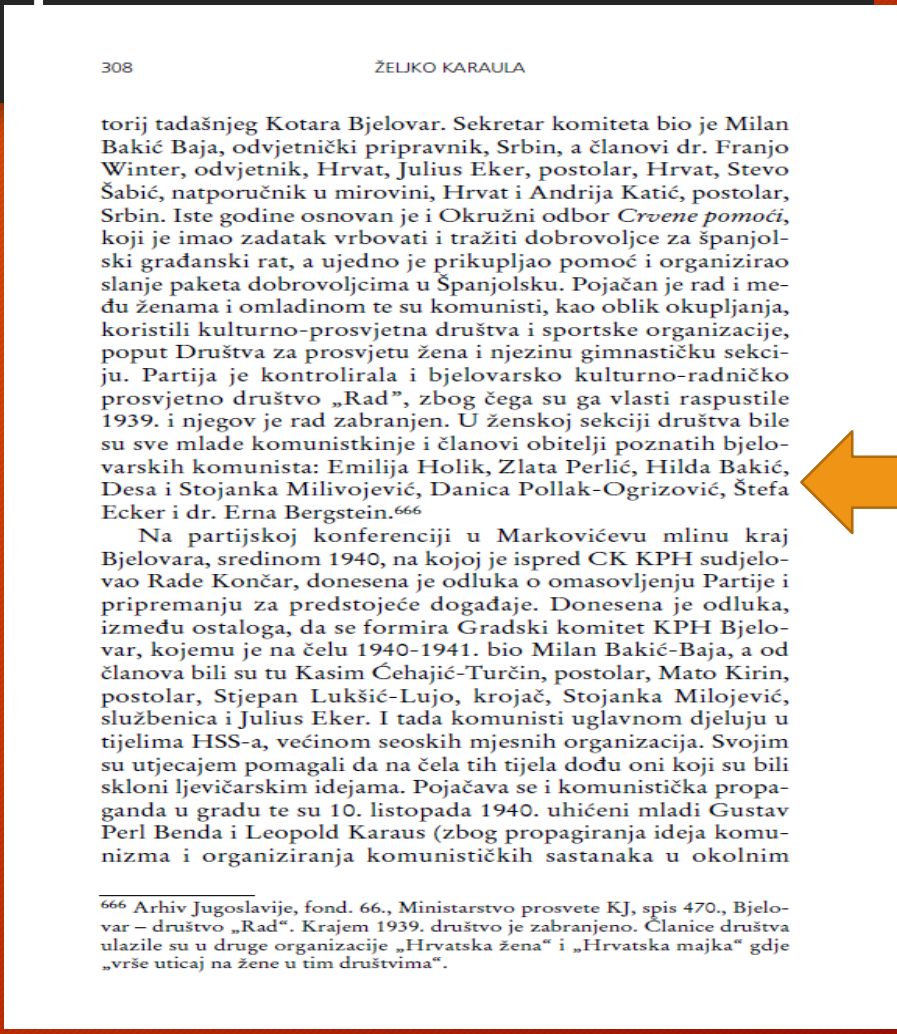 308 ŽELJKO KARAULA
torij tadašnjeg Kotara Bjelovar. Sekretar komiteta bio je Milan
Bakić Baja, odvjetnički pripravnik, Srbin, a članovi dr. Franjo
Winter, odvjetnik, Hrvat, Julius Eker, postolar, Hrvat, Stevo
Šabić, natporučnik u mirovini, Hrvat i Andrija Katić, postolar,
Srbin. Iste godine osnovan je i Okružni odbor Crvene pomoći,
koji je imao zadatak vrbovati i tražiti dobrovoljce za španjol-
ski građanski rat, a ujedno je prikupljao pomoć i organizirao
slanje paketa dobrovoljcima u Španjolsku. Pojačan je rad i me-
đu ženama i omladinom te su komunisti, kao oblik okupljanja,
koristili kulturno-prosvjetna društva i sportske organizacije,
poput Društva za prosvjetu žena i njezinu gimnastičku sekci-
ju. Partija je kontrolirala i bjelovarsko kulturno-radničko
prosvjetno društvo „Rad”, zbog čega su ga vlasti raspustile
1939. i njegov je rad zabranjen. U ženskoj sekciji društva bile
su sve mlade komunistkinje i članovi obitelji poznatih bjelo-
varskih komunista: Emilija Holik, Zlata Perlić, Hilda Bakić,
Desa i Stojanka Milivojević, Danica Pollak-Ogrizović, Štefa
Ecker i dr. Erna Bergstein.666
Na partijskoj konferenciji u Markovićevu mlinu kraj
Bjelovara, sredinom 1940, na kojoj je ispred CK KPH sudjelo-
vao Rade Končar, donesena je odluka o omasovljenju Partije i
pripremanju za predstojeće događaje. Donesena je odluka,
između ostaloga, da se formira Gradski komitet KPH Bjelo-
var, kojemu je na čelu 1940-1941. bio Milan Bakić-Baja, a od
članova bili su tu Kasim Ćehajić-Turčin, postolar, Mato Kirin,
postolar, Stjepan Lukšić-Lujo, krojač, Stojanka Milojević,
službenica i Julius Eker. I tada komunisti uglavnom djeluju u
tijelima HSS-a, većinom seoskih mjesnih organizacija. Svojim
su utjecajem pomagali da na čela tih tijela dođu oni koji su bili
skloni ljevičarskim idejama. Pojačava se i komunistička propa-
ganda u gradu te su 10. listopada 1940. uhićeni mladi Gustav
Perl Benda i Leopold Karaus (zbog propagiranja ideja komu-
nizma i organiziranja komunističkih sastanaka u okolnim
666 Arhiv Jugoslavije, fond. 66., Ministarstvo prosvete KJ, spis 470., Bjelo-
var – društvo „Rad“. Krajem 1939. društvo je zabranjeno. Članice društva
ulazile su u druge organizacije „Hrvatska žena“ i „Hrvatska majka“ gdje
„vrše uticaj na žene u tim društvima“.